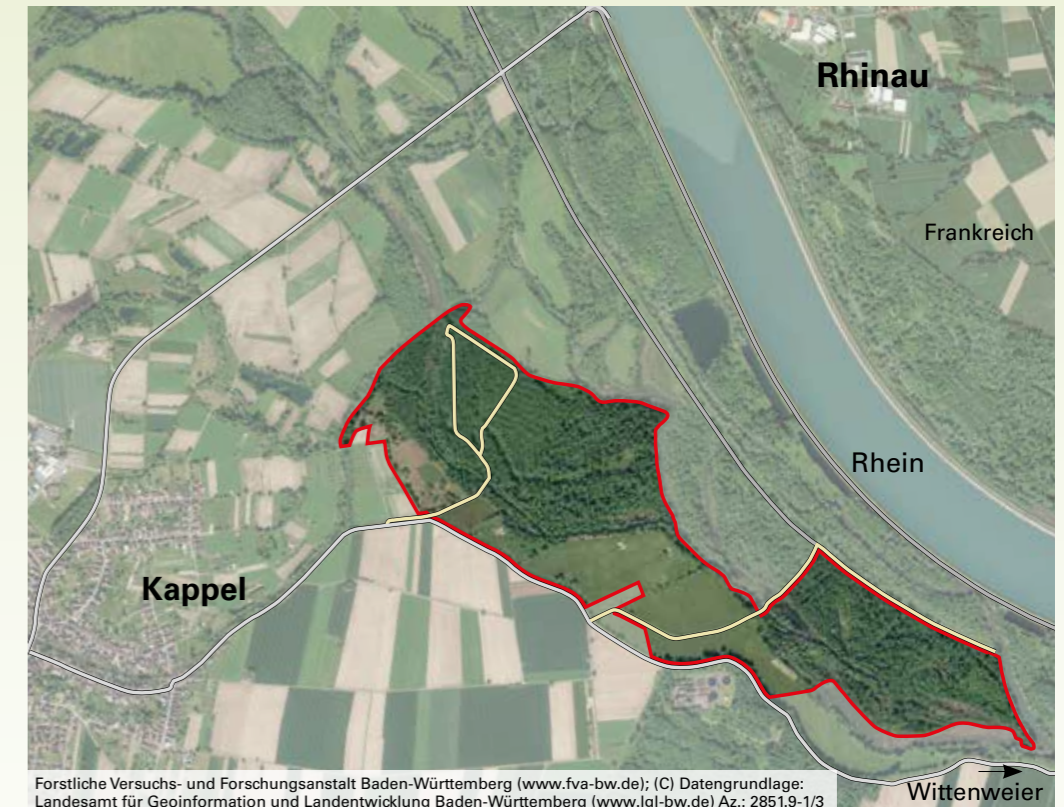 Rhinau
Frankreich
Rhein
Kappel
Wittenweier
Forstliche Versuchs- und Forschungsanstalt Baden-Württemberg (www.fva-bw.de); (C) Datengrundlage:
Landesamt für Geoinformation und Landentwicklung Baden-Württemberg (www.lgl-bw.de) Az.: 2851.9-1/3